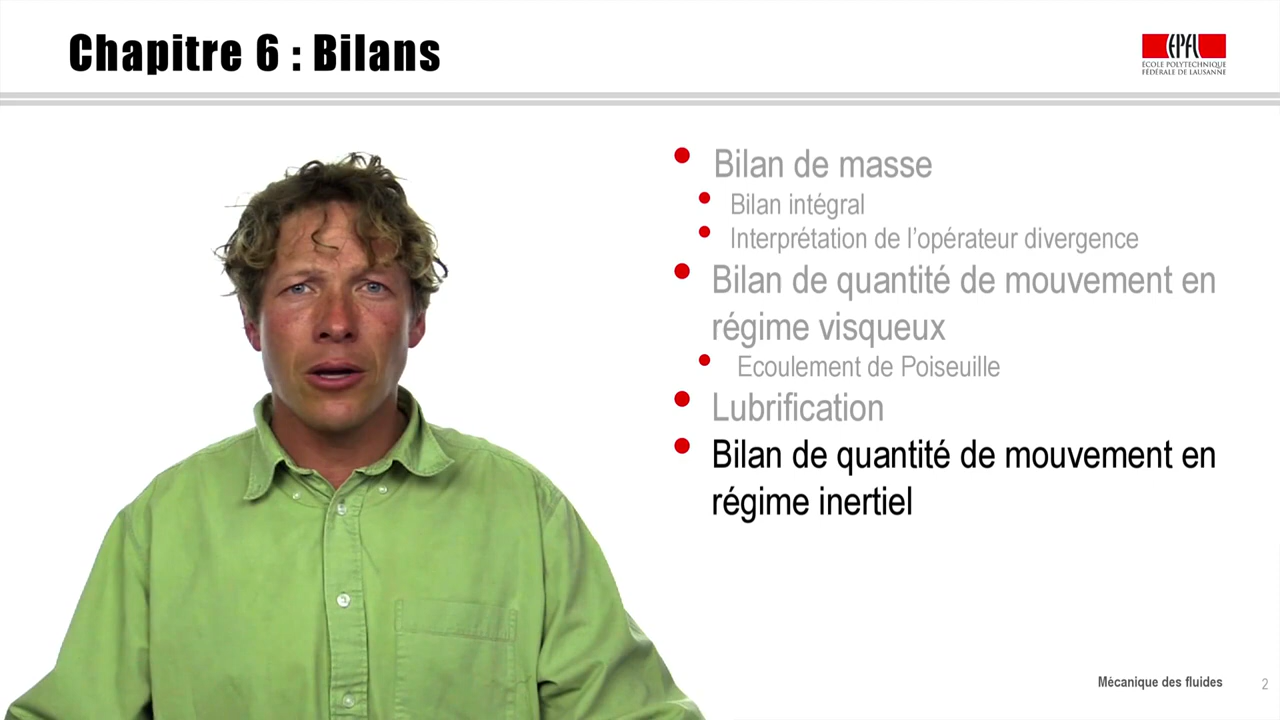 Chapitre 6 : Bilans
EPFL
ECOLE POLYTECHNIQUE
FÉDÉRALE DE LAUSANNE
Bilan de masse
Bilan intégral
Interprétation de l’opérateur divergence
Bilan de quantité de mouvement en
régime visqueux
Ecoulement de Poiseuille
Lubrification
Bilan de quantité de mouvement en
régime inertiel
Mécanique des fluides
2